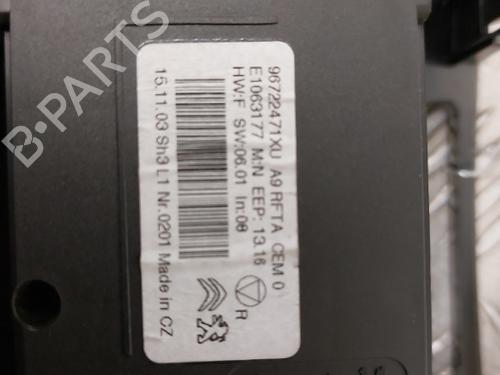 96722471XU A9 RFTA CEM 0
E1063177 M:N EEP: 13.16
HW:F SW:06.01 In:08
R
15.11.03 Sh3 L1 Nr.0201 Made in CZ
B-PARTS